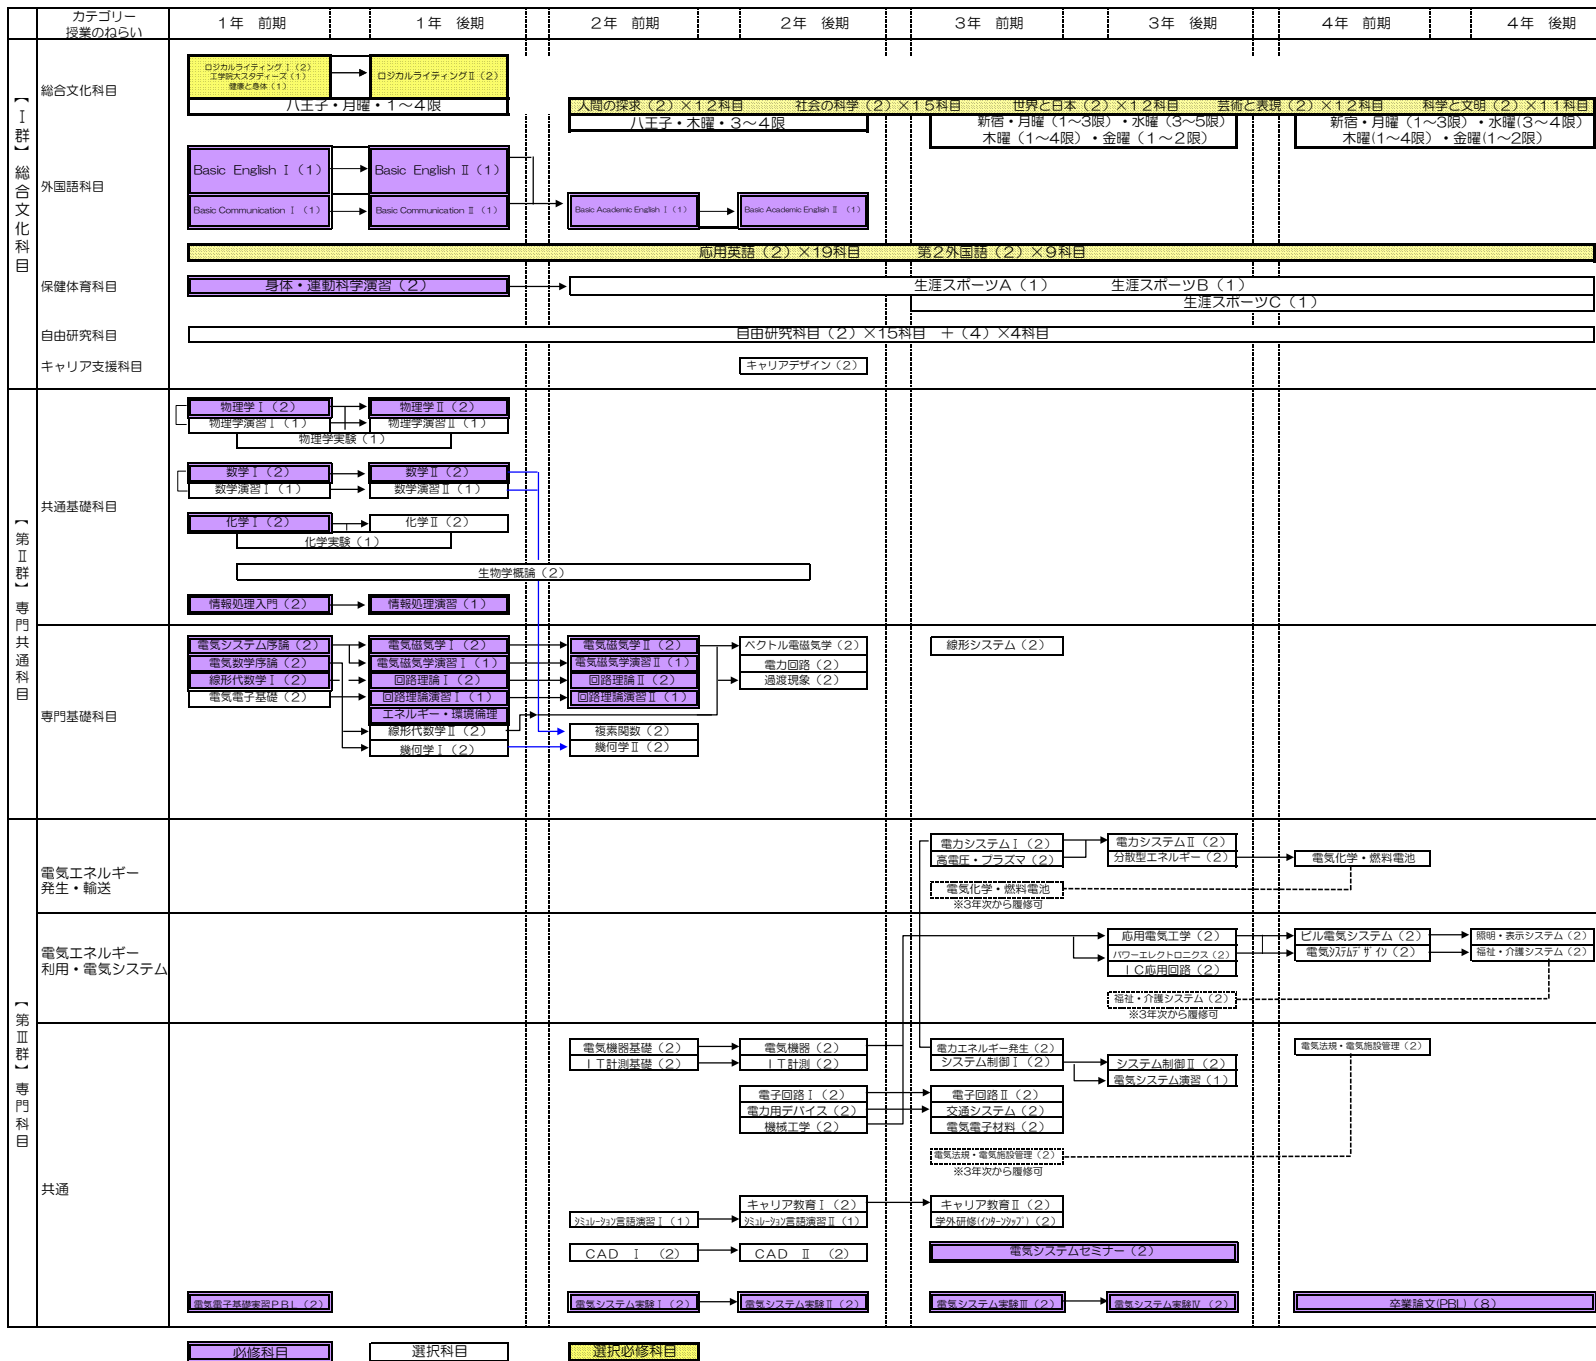 カテゴリー
授業のねらい
1年 前期
1年 後期
2年 前期
2年 後期
3年 前期
3年 後期
4年 前期
4年 後期
【Ⅰ群】総合文化科目
総合文化科目
ロジカルライティングⅠ(2)
工学院大スタディーズ(1)
健康と身体(1)
ロジカルライティングⅡ(2)
八王子・月曜・1～4限
人間の探求(2)×12科目 社会の科学(2)×15科目 世界と日本(2)×12科目 芸術と表現(2)×12科目 科学と文明(2)×11科目
八王子・木曜・3～4限
新宿・月曜(1～3限)・水曜(3～5限)
木曜(1～4限)・金曜(1～2限)
新宿・月曜(1～3限)・水曜(3～4限)
木曜(1～4限)・金曜(1～2限)
外国語科目
Basic English Ⅰ(1)
Basic English Ⅱ(1)
Basic Communication Ⅰ(1)
Basic Communication Ⅱ(1)
Basic Academic English Ⅰ(1)
Basic Academic English Ⅱ(1)
応用英語(2)×19科目 第2外国語(2)×9科目
保健体育科目
身体・運動科学演習(2)
生涯スポーツA(1) 生涯スポーツB(1)
生涯スポーツC(1)
自由研究科目
自由研究科目(2)×15科目 +(4)×4科目
キャリア支援科目
キャリアデザイン(2)
【第Ⅱ群】専門共通科目
共通基礎科目
物理学Ⅰ(2)
物理学Ⅱ(2)
物理学演習Ⅰ(1)
物理学演習Ⅱ(1)
物理学実験(1)
数学Ⅰ(2)
数学Ⅱ(2)
数学演習Ⅰ(1)
数学演習Ⅱ(1)
化学Ⅰ(2)
化学Ⅱ(2)
化学実験(1)
生物学概論(2)
情報処理入門(2)
情報処理演習(1)
専門基礎科目
電気システム序論(2)
電気磁気学Ⅰ(2)
電気磁気学Ⅱ(2)
ベクトル電磁気学(2)
線形システム(2)
電気数学序論(2)
電気磁気学演習Ⅰ(1)
電気磁気学演習Ⅱ(1)
電力回路(2)
線形代数学Ⅰ(2)
回路理論Ⅰ(2)
回路理論Ⅱ(2)
過渡現象(2)
電気電子基礎(2)
回路理論演習Ⅰ(1)
回路理論演習Ⅱ(1)
エネルギー・環境倫理
線形代数学Ⅱ(2)
複素関数(2)
幾何学Ⅰ(2)
幾何学Ⅱ(2)
【第Ⅲ群】専門科目
電気エネルギー
発生・輸送
電力システムⅠ(2)
電力システムⅡ(2)
高電圧・プラズマ(2)
分散型エネルギー(2)
電気化学・燃料電池
電気化学・燃料電池
※3年次から履修可
電気エネルギー
利用・電気システム
応用電気工学(2)
ビル電気システム(2)
照明・表示システム(2)
パワーエレクトロニクス(2)
電気システムデザイン(2)
福祉・介護システム(2)
IC応用回路(2)
福祉・介護システム(2)
※3年次から履修可
共通
電気機器基礎(2)
電気機器(2)
電力エネルギー発生(2)
電気法規・電気施設管理(2)
IT計測基礎(2)
IT計測(2)
システム制御Ⅰ(2)
システム制御Ⅱ(2)
電気システム演習(1)
電子回路Ⅰ(2)
電子回路Ⅱ(2)
電力用デバイス(2)
交通システム(2)
機械工学(2)
電気電子材料(2)
電気法規・電気施設管理(2)
※3年次から履修可
キャリア教育Ⅰ(2)
キャリア教育Ⅱ(2)
シミュレーション言語演習Ⅰ(1)
シミュレーション言語演習Ⅱ(1)
学外研修(インターンシップ)(2)
CAD Ⅰ (2)
CAD Ⅱ (2)
電気システムセミナー(2)
電気電子基礎実習PBL(2)
電気システム実験Ⅰ(2)
電気システム実験Ⅱ(2)
電気システム実験Ⅲ(2)
電気システム実験Ⅳ(2)
卒業論文(PBL)(8)
必修科目
選択科目
選択必修科目